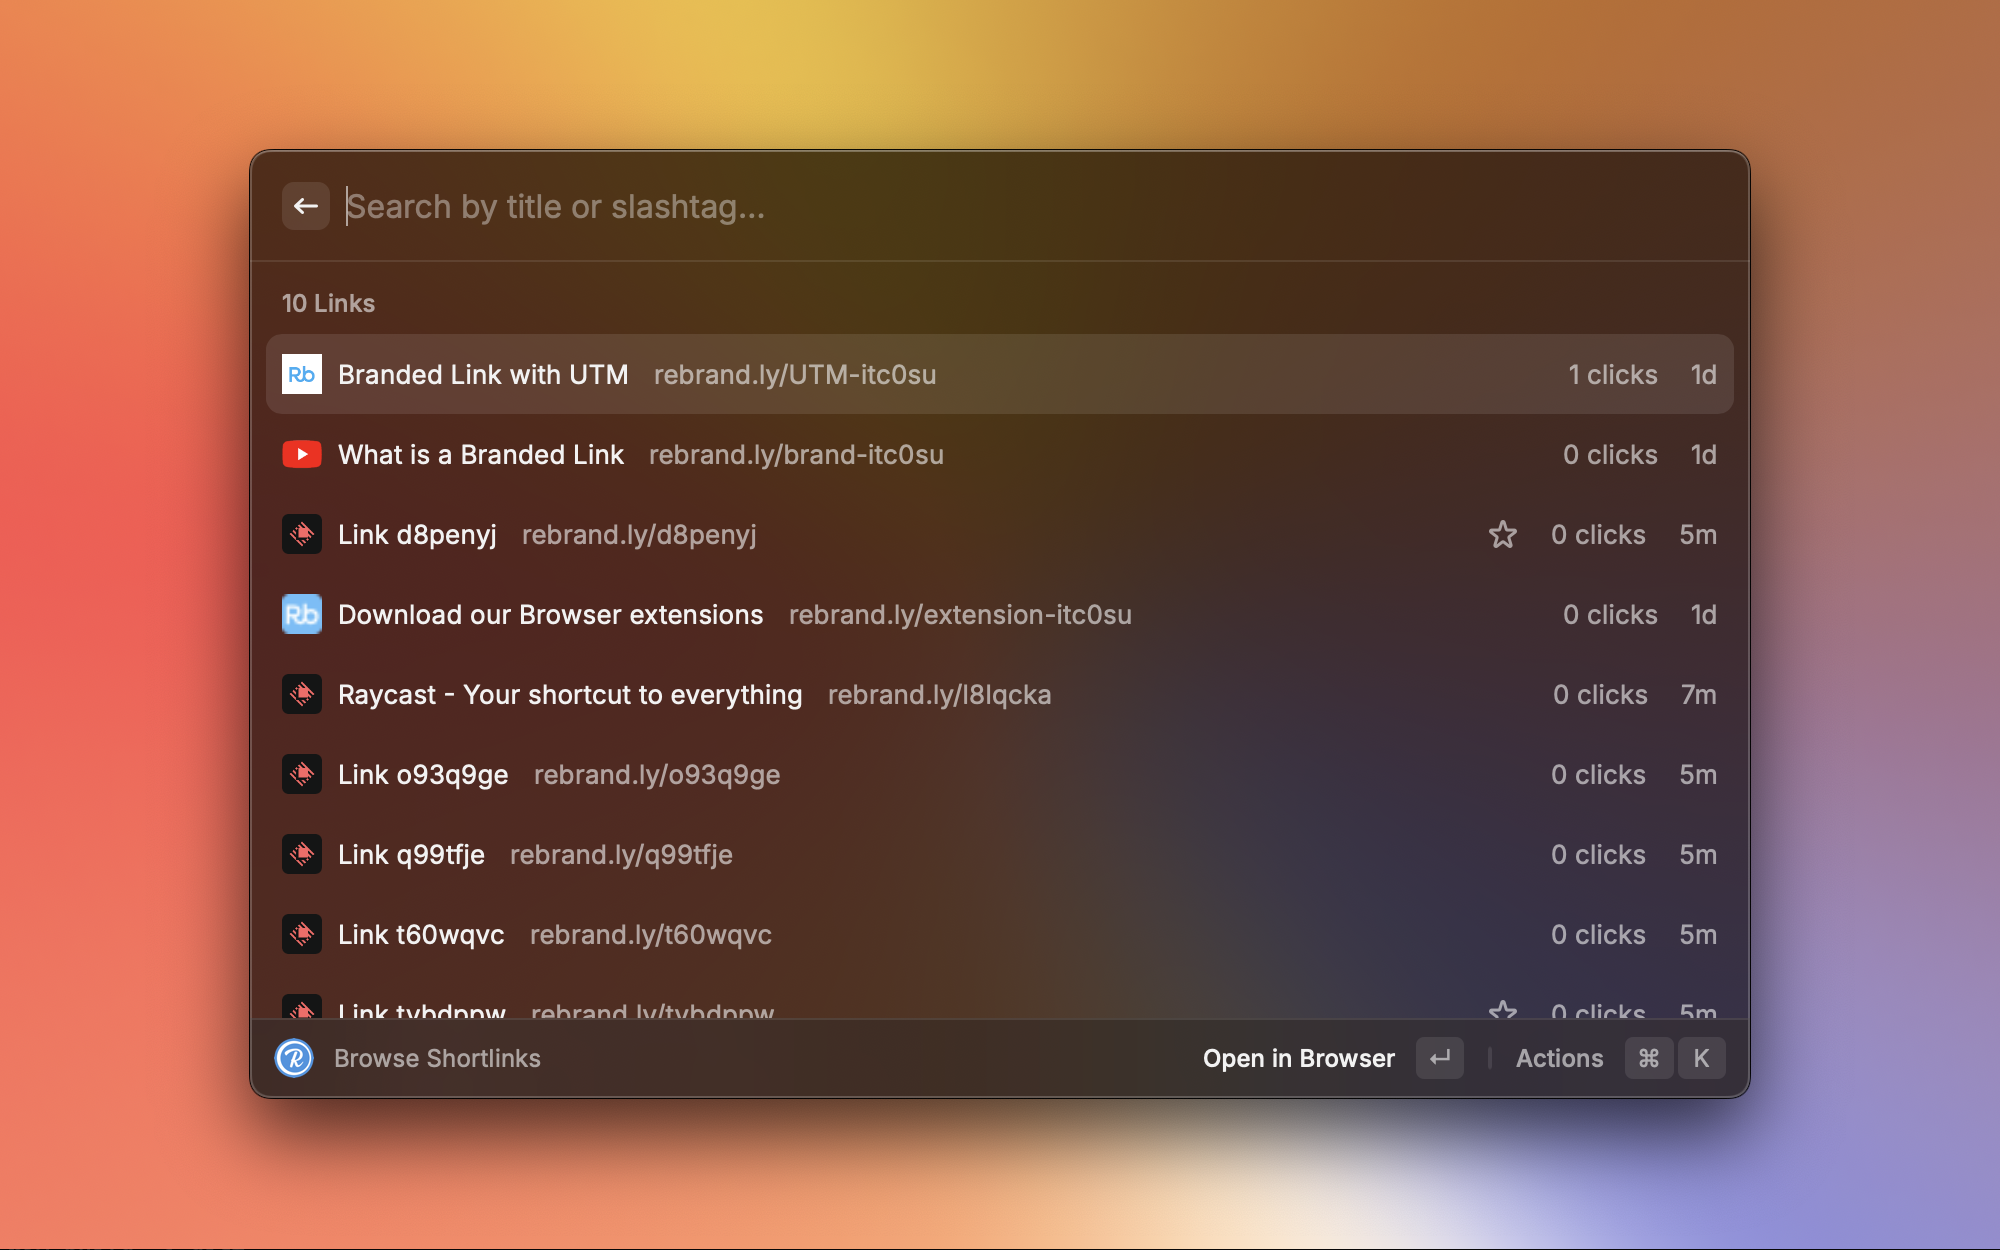 Search by title or slashtag...
10 Links
Rb Branded Link with UTM rebrand.ly/UTM-itc0su 1 clicks 1d
What is a Branded Link rebrand.ly/brand-itc0su 0 clicks 1d
Link d8penyj rebrand.ly/d8penyj 0 clicks 5m
Rb Download our Browser extensions rebrand.ly/extension-itc0su 0 clicks 1d
Raycast - Your shortcut to everything rebrand.ly/l8lqcka 0 clicks 7m
Link o93q9ge rebrand.ly/o93q9ge 0 clicks 5m
Link q99tfje rebrand.ly/q99tfje 0 clicks 5m
Link t60wqvc rebrand.ly/t60wqvc 0 clicks 5m
Link 0 clicks 5m
R Browse Shortlinks Open in Browser ↵ Actions ⌘ K